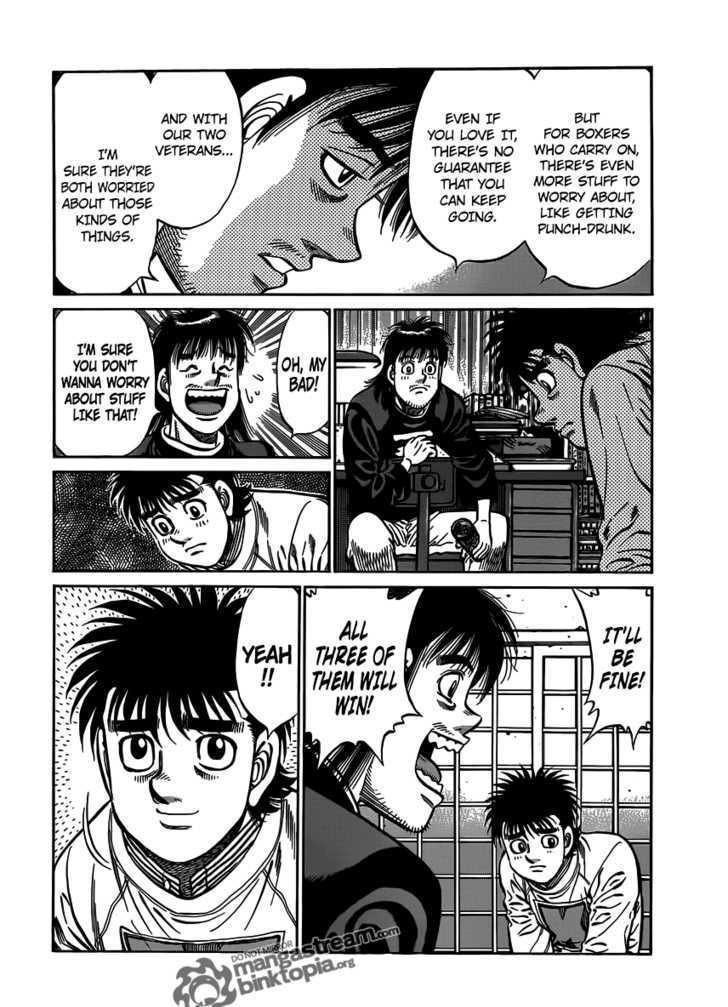 BUT
FOR BOXERS
WHO CARRY ON,
THERE'S EVEN
MORE STUFF TO
WORRY ABOUT,
LIKE GETTING
PUNCH-DRUNK.
EVEN IF
YOU LOVE IT,
THERE'S NO
GUARANTEE
THAT YOU
CAN KEEP
GOING.
AND WITH
OUR TWO
VETERANS...
I'M
SURE THEY'RE
BOTH WORRIED
ABOUT THOSE
KINDS OF
THINGS.
OH, MY
BAD!
I'M SURE
YOU DON'T
WANNA WORRY
ABOUT STUFF
LIKE THAT!
IT'LL
BE
FINE!
ALL
THREE OF
THEM WILL
WIN!
YEAH
!!
DO NOT MIRROR
mangastream.com
binktopia.org